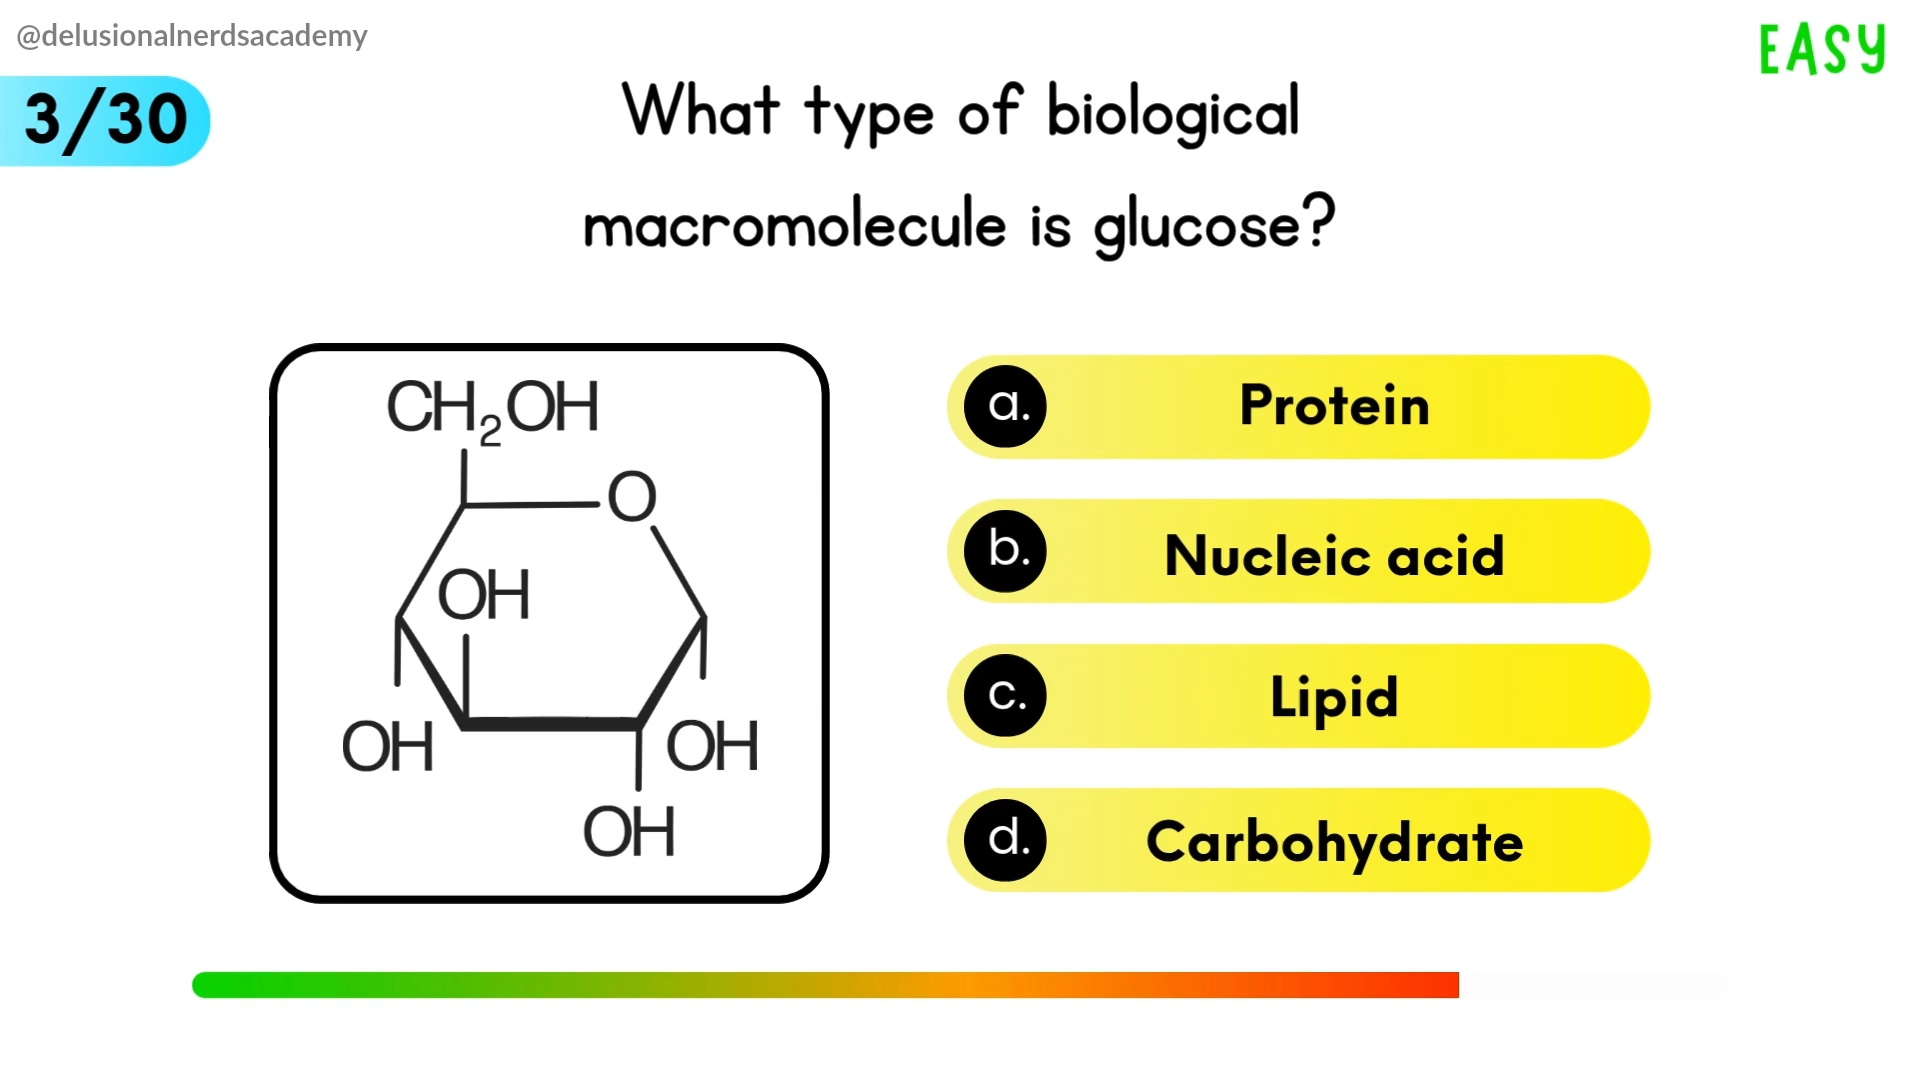 @delusionalnerdsacademy
EASY
3/30
What type of biological
macromolecule is glucose?
CH₂OH
O
OH
OH
OH
OH
a. Protein
b. Nucleic acid
c. Lipid
d. Carbohydrate